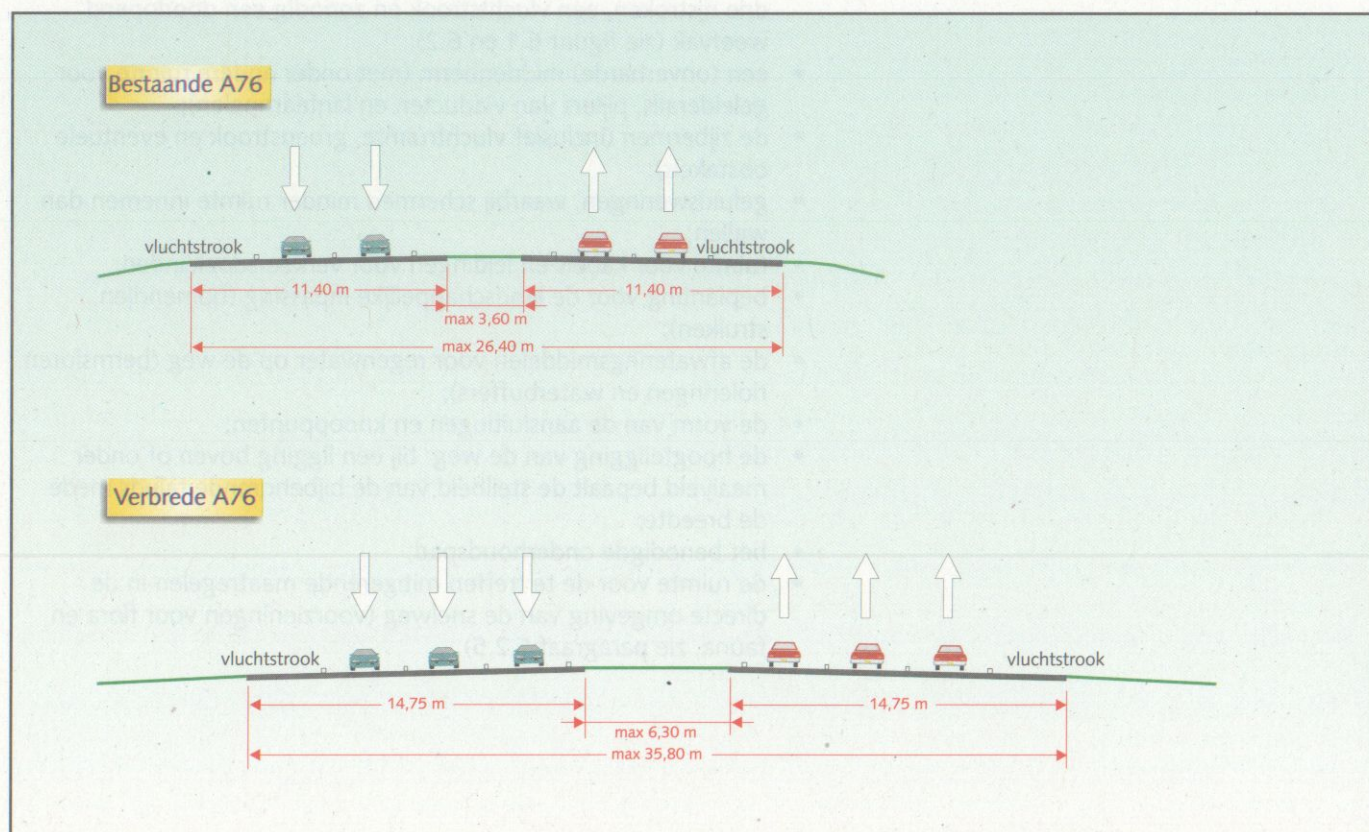 Bestaande A76
vluchtstrook
vluchtstrook
11,40 m
11,40 m
max 3,60 m
max 26,40 m
Verbrede A76
vluchtstrook
vluchtstrook
14,75 m
14,75 m
max 6,30 m
max 35,80 m